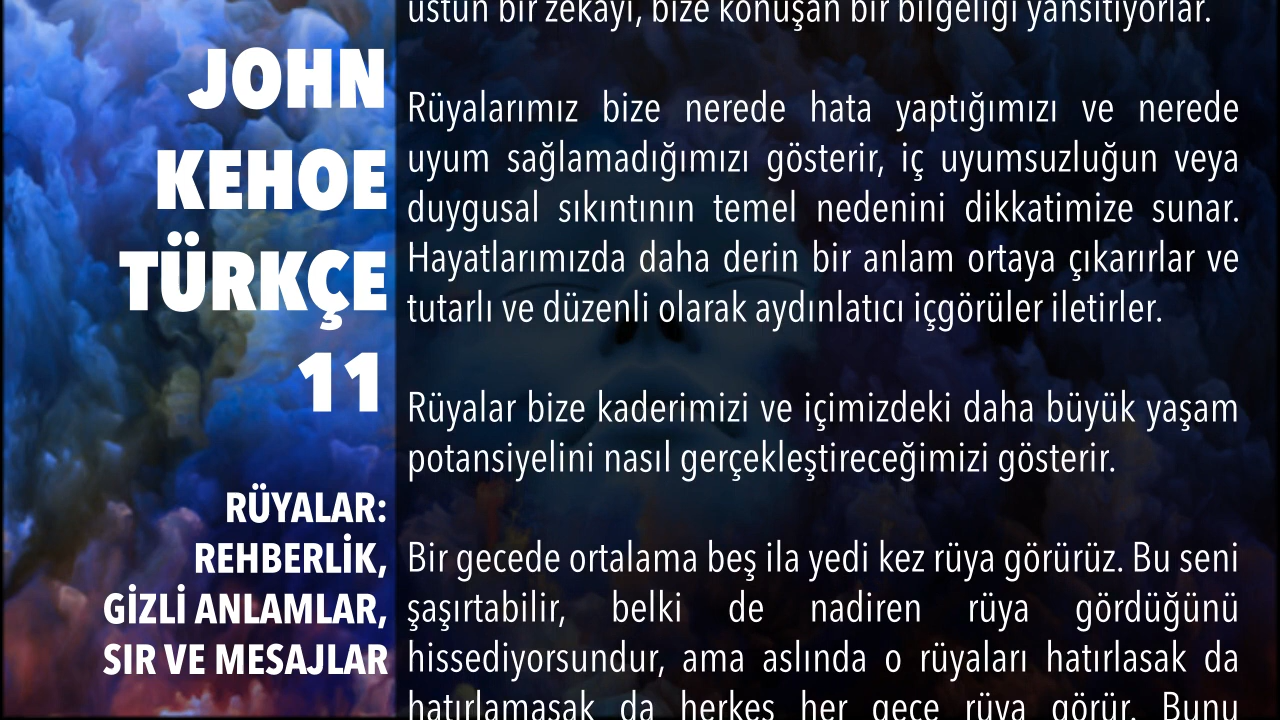 JOHN
KEHOE
TÜRKÇE
11
RÜYALAR:
REHBERLİK,
GİZLİ ANLAMLAR,
SIR VE MESAJLAR
üstün bir zekayı, bize konuşan bir bilgeliği yansıtıyorlar.
Rüyalarımız bize nerede hata yaptığımızı ve nerede
uyum sağlamadığımızı gösterir, iç uyumsuzluğun veya
duygusal sıkıntının temel nedenini dikkatimize sunar.
Hayatlarımızda daha derin bir anlam ortaya çıkarırlar ve
tutarlı ve düzenli olarak aydınlatıcı içgörüler iletirler.
Rüyalar bize kaderimizi ve içimizdeki daha büyük yaşam
potansiyelini nasıl gerçekleştireceğimizi gösterir.
Bir gecede ortalama beş ila yedi kez rüya görürüz. Bu seni
şaşırtabilir, belki de nadiren rüya gördüğünü
hissediyorsundur, ama aslında o rüyaları hatırlasak da
hatırlamasak da herkes her gece rüya görür. Bunu